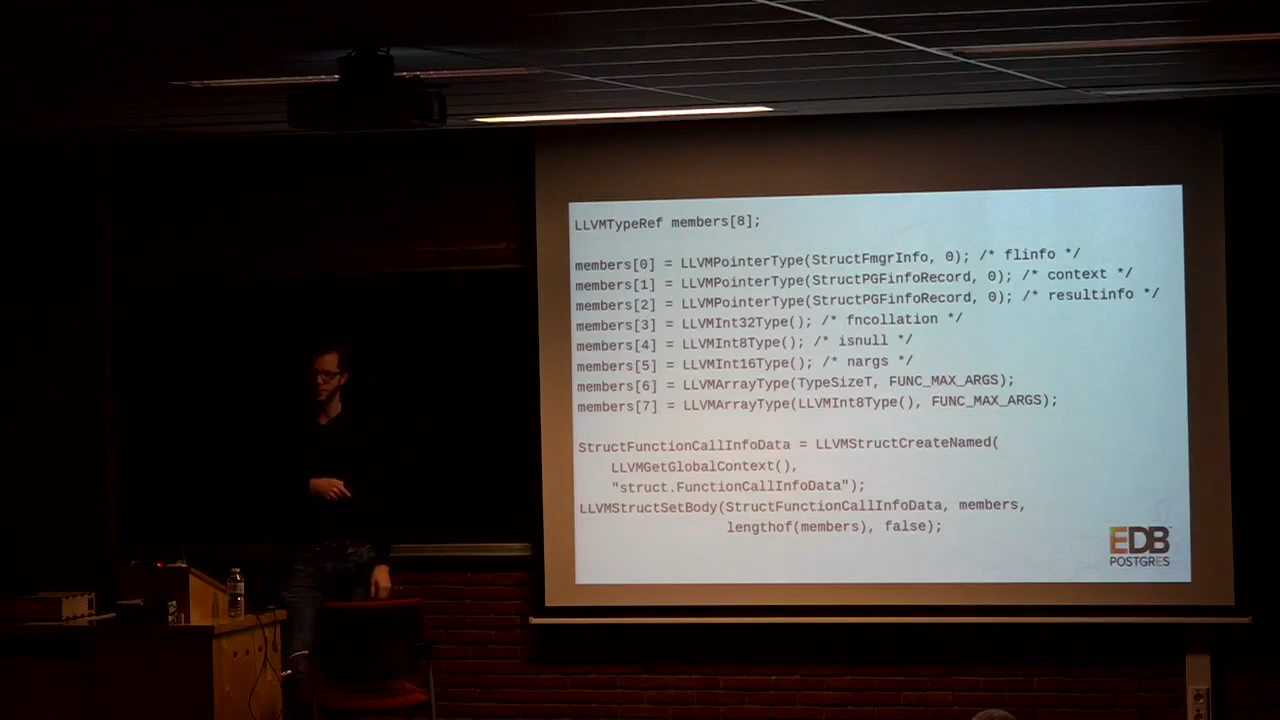 LLVMTypeRef members[8];
members[0] = LLVMPointerType(StructFmgrInfo, 0); /* flinfo */
members[1] = LLVMPointerType(StructPGFinfoRecord, 0); /* context */
members[2] = LLVMPointerType(StructPGFinfoRecord, 0); /* resultinfo */
members[3] = LLVMInt32Type(); /* fncollation */
members[4] = LLVMInt8Type(); /* isnull */
members[5] = LLVMInt16Type(); /* nargs */
members[6] = LLVMArrayType(TypeSizeT, FUNC_MAX_ARGS);
members[7] = LLVMArrayType(LLVMInt8Type(), FUNC_MAX_ARGS);
StructFunctionCallInfoData = LLVMStructCreateNamed(
LLVMGetGlobalContext(),
"struct.FunctionCallInfoData");
LLVMStructSetBody(StructFunctionCallInfoData, members,
lengthof(members), false);
EDB
POSTGRES